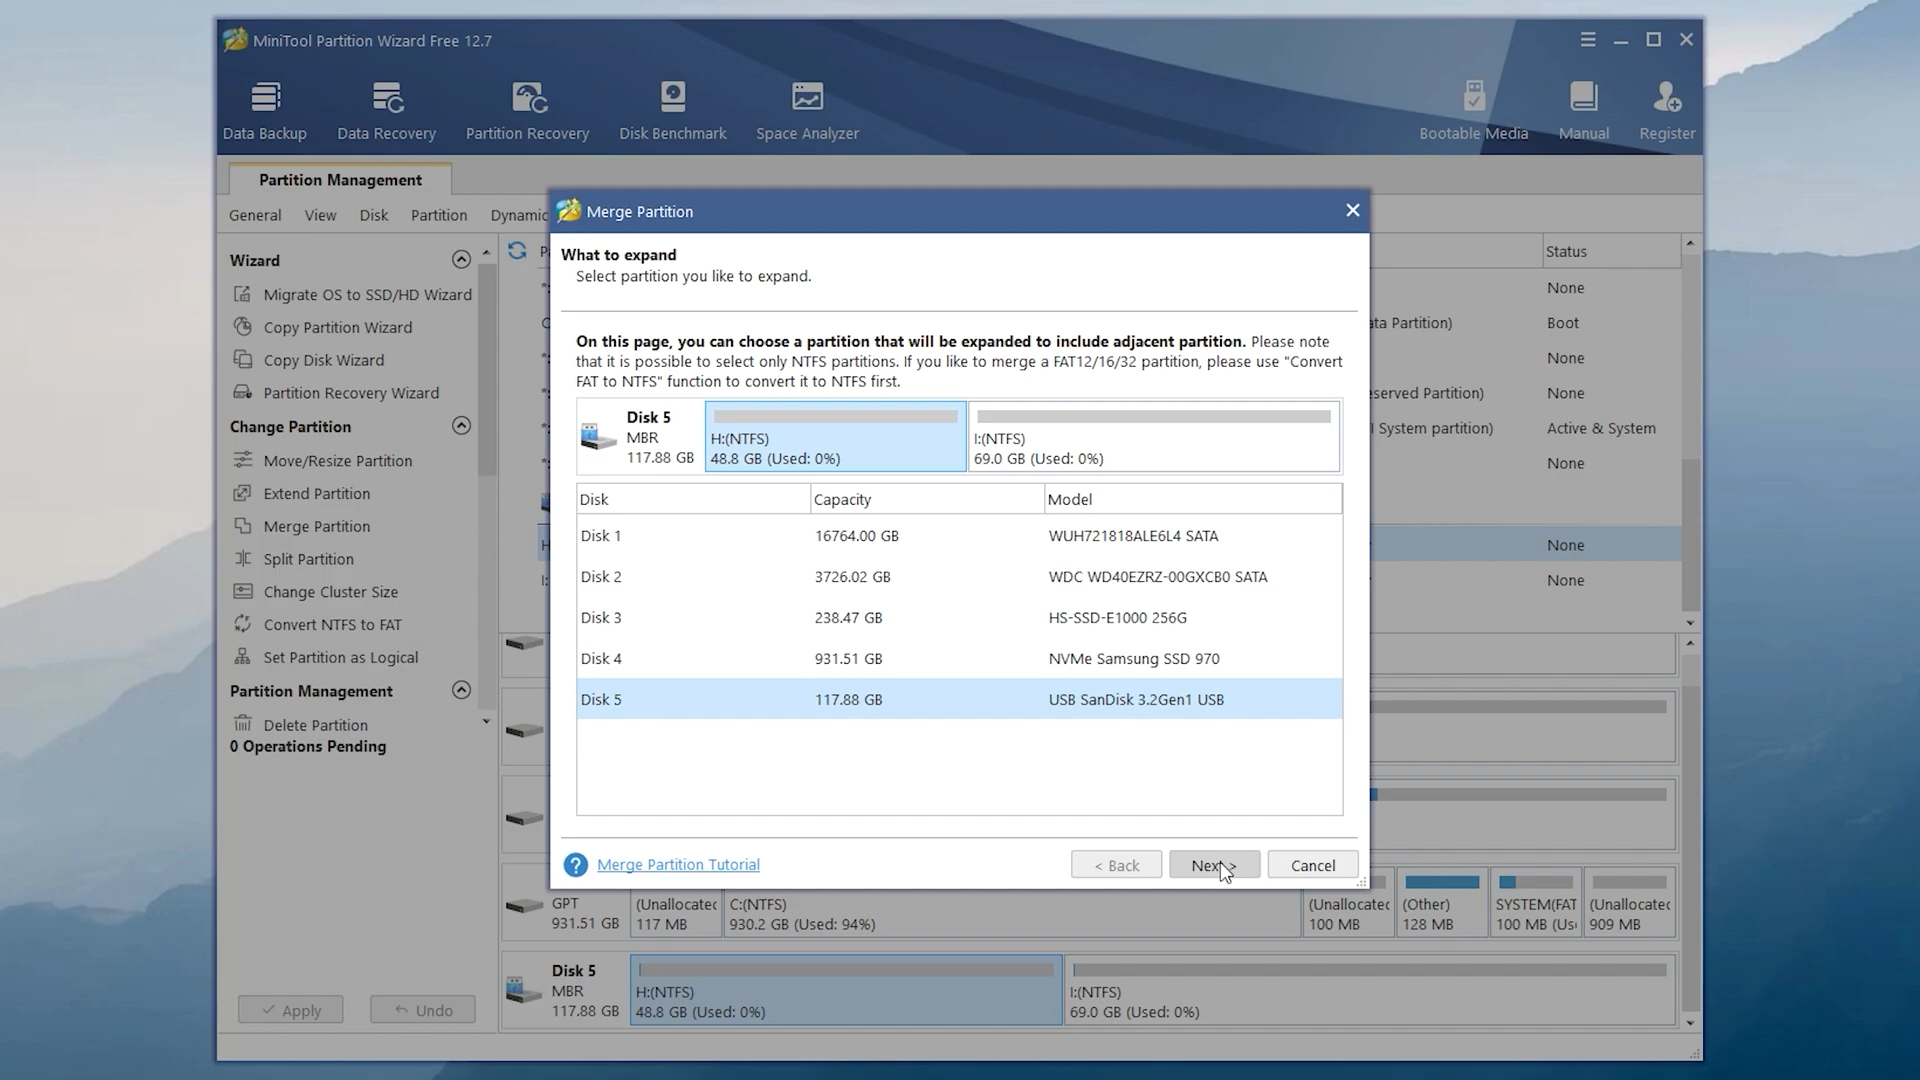 MiniTool Partition Wizard Free 12.7
Data Backup
Data Recovery
Partition Recovery
Disk Benchmark
Space Analyzer
Bootable Media
Manual
Register
Partition Management
General View Disk Partition Dynamic
Wizard
Migrate OS to SSD/HD Wizard
Copy Partition Wizard
Copy Disk Wizard
Partition Recovery Wizard
Change Partition
Move/Resize Partition
Extend Partition
Merge Partition
Split Partition
Change Cluster Size
Convert NTFS to FAT
Set Partition as Logical
Partition Management
Delete Partition
0 Operations Pending
Apply
Undo
Merge Partition
What to expand
Select partition you like to expand.
On this page, you can choose a partition that will be expanded to include adjacent partition. Please note
that it is possible to select only NTFS partitions. If you like to merge a FAT12/16/32 partition, please use "Convert
FAT to NTFS" function to convert it to NTFS first.
Disk 5
MBR
117.88 GB
H:(NTFS)
48.8 GB (Used: 0%)
I:(NTFS)
69.0 GB (Used: 0%)
Disk Capacity Model
Disk 1 16764.00 GB WUH721818ALE6L4 SATA
Disk 2 3726.02 GB WDC WD40EZRZ-00GXCB0 SATA
Disk 3 238.47 GB HS-SSD-E1000 256G
Disk 4 931.51 GB NVMe Samsung SSD 970
Disk 5 117.88 GB USB SanDisk 3.2Gen1 USB
? Merge Partition Tutorial
< Back
Next >
Cancel
Status
None
ata Partition) Boot
None
served Partition) None
System partition) Active & System
None
None
None
GPT
931.51 GB
(Unallocated
117 MB
C:(NTFS)
930.2 GB (Used: 94%)
(Unallocated
100 MB
(Other)
128 MB
SYSTEM(FAT
100 MB (Us
(Unallocated
909 MB
Disk 5
MBR
117.88 GB
H:(NTFS)
48.8 GB (Used: 0%)
I:(NTFS)
69.0 GB (Used: 0%)